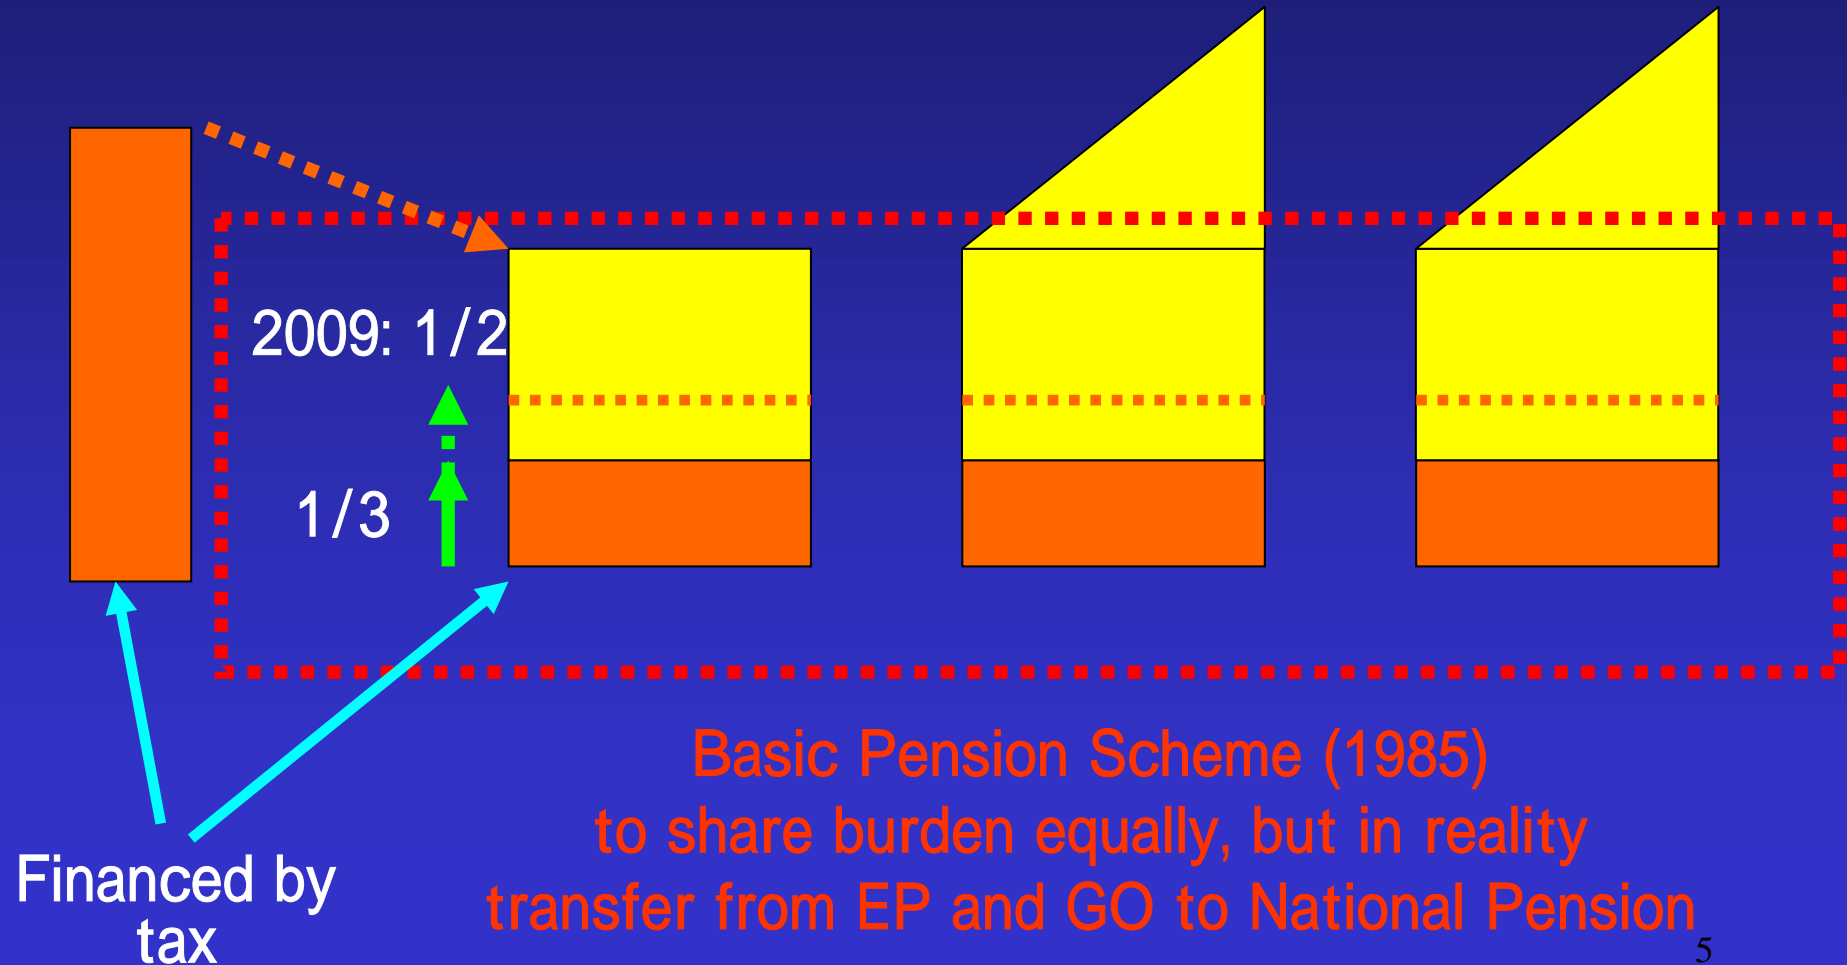 2009: 1/2
1/3
Financed by
tax
Basic Pension Scheme (1985)
to share burden equally, but in reality
transfer from EP and GO to National Pension
5